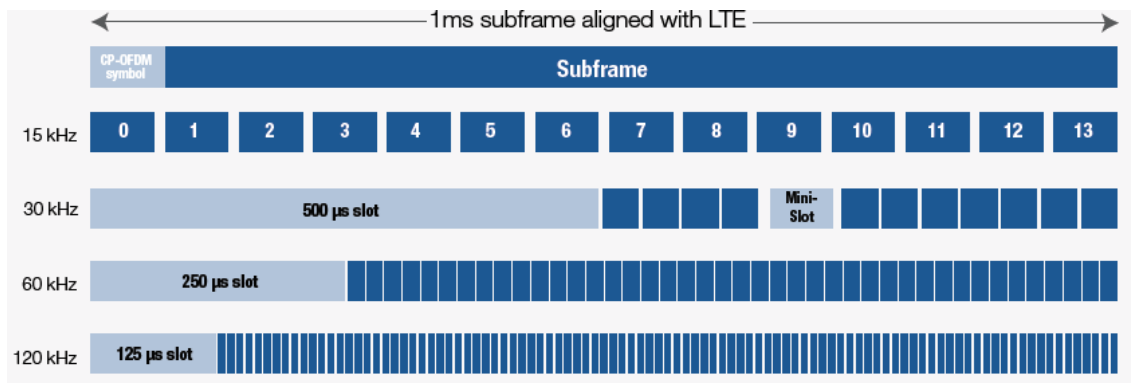 1ms subframe aligned with LTE
CP-OFDM
symbol
Subframe
15 kHz 0 1 2 3 4 5 6 7 8 9 10 11 12 13
30 kHz 500 µs slot Mini-
Slot
60 kHz 250 µs slot
120 kHz 125 µs slot